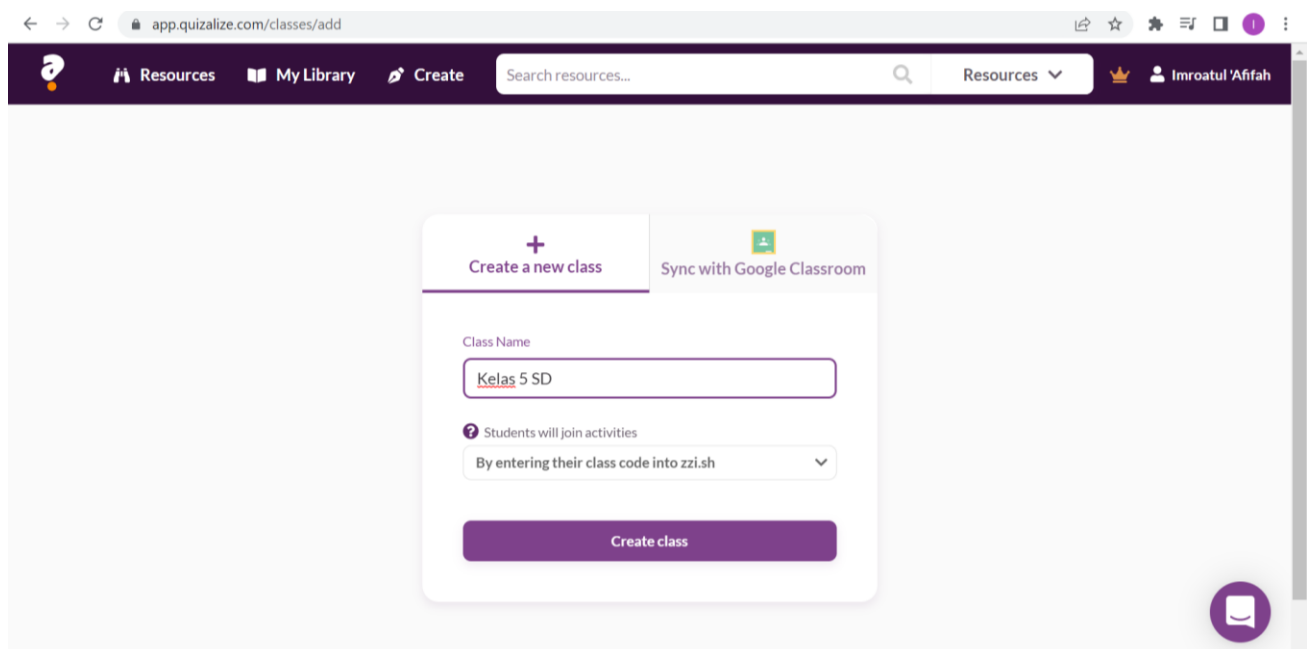 app.quizalize.com/classes/add
I
Resources
My Library
Create
Search resources...
Resources
Imroatul 'Afifah
Create a new class
Sync with Google Classroom
Class Name
Kelas 5 SD
? Students will join activities
By entering their class code into zzi.sh
Create class